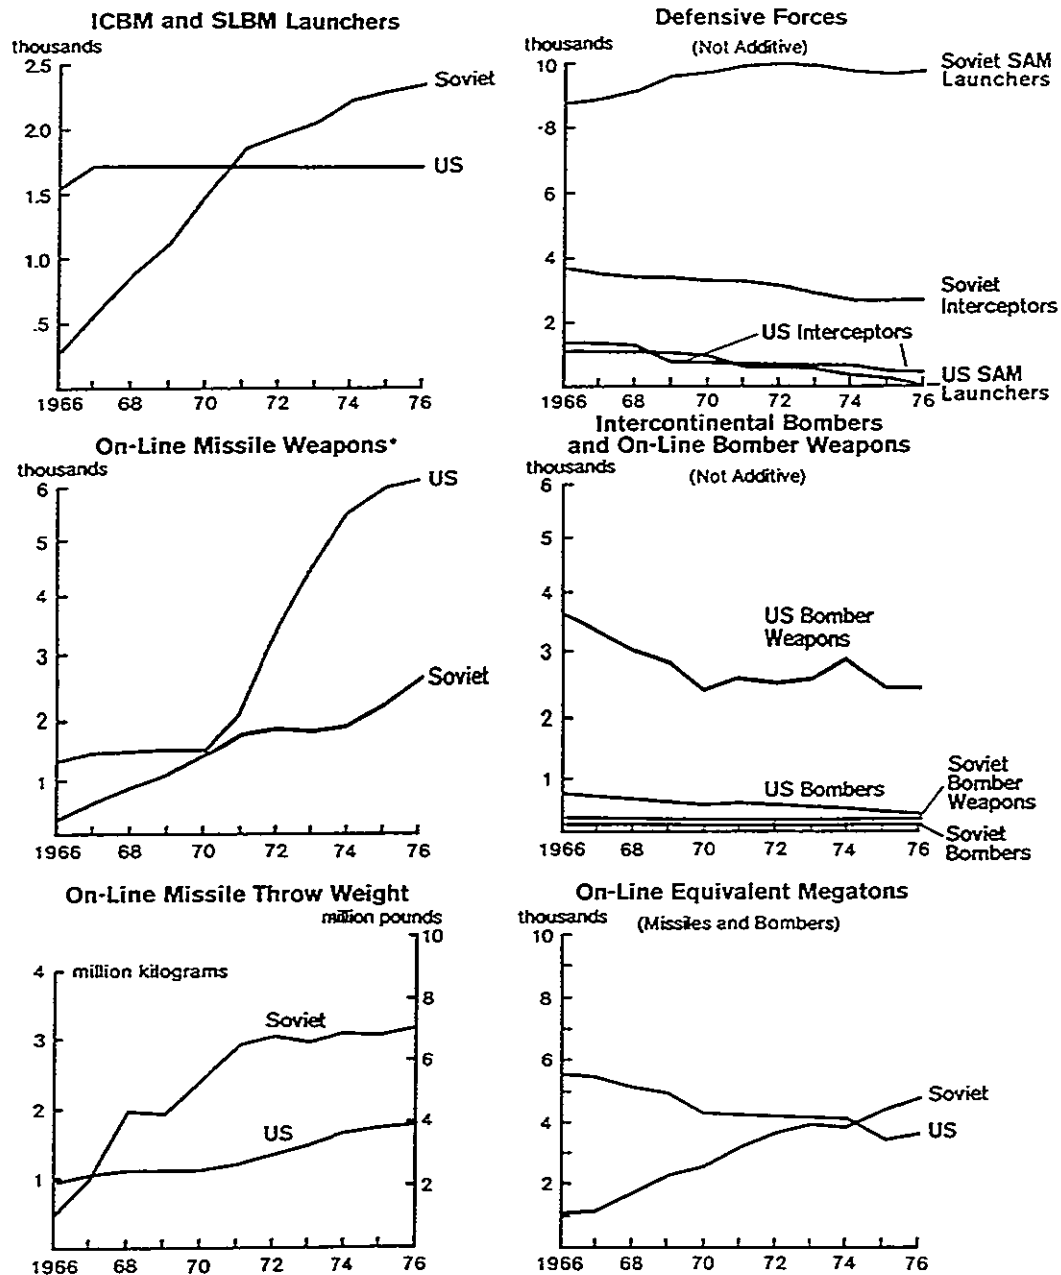 ICBM and SLBM Launchers
thousands
2.5
2.0
1.5
1.0
.5
Soviet
US
1966 68 70 72 74 76
Defensive Forces
(Not Additive)
thousands
10
-8
6
4
2
Soviet SAM
Launchers
Soviet
Interceptors
US Interceptors
US SAM
Launchers
1966 68 70 72 74 76
On-Line Missile Weapons*
thousands
6
5
4
3
2
1
US
Soviet
1966 68 70 72 74 76
Intercontinental Bombers
and On-Line Bomber Weapons
(Not Additive)
thousands
6
5
4
3
2
1
US Bomber
Weapons
US Bombers
Soviet
Bomber
Weapons
Soviet
Bombers
1966 68 70 72 74 76
On-Line Missile Throw Weight
million pounds
10
8
6
4
2
million kilograms
4
3
2
1
Soviet
US
1966 68 70 72 74 76
On-Line Equivalent Megatons
(Missiles and Bombers)
thousands
10
8
6
4
2
Soviet
US
1966 68 70 72 74 76